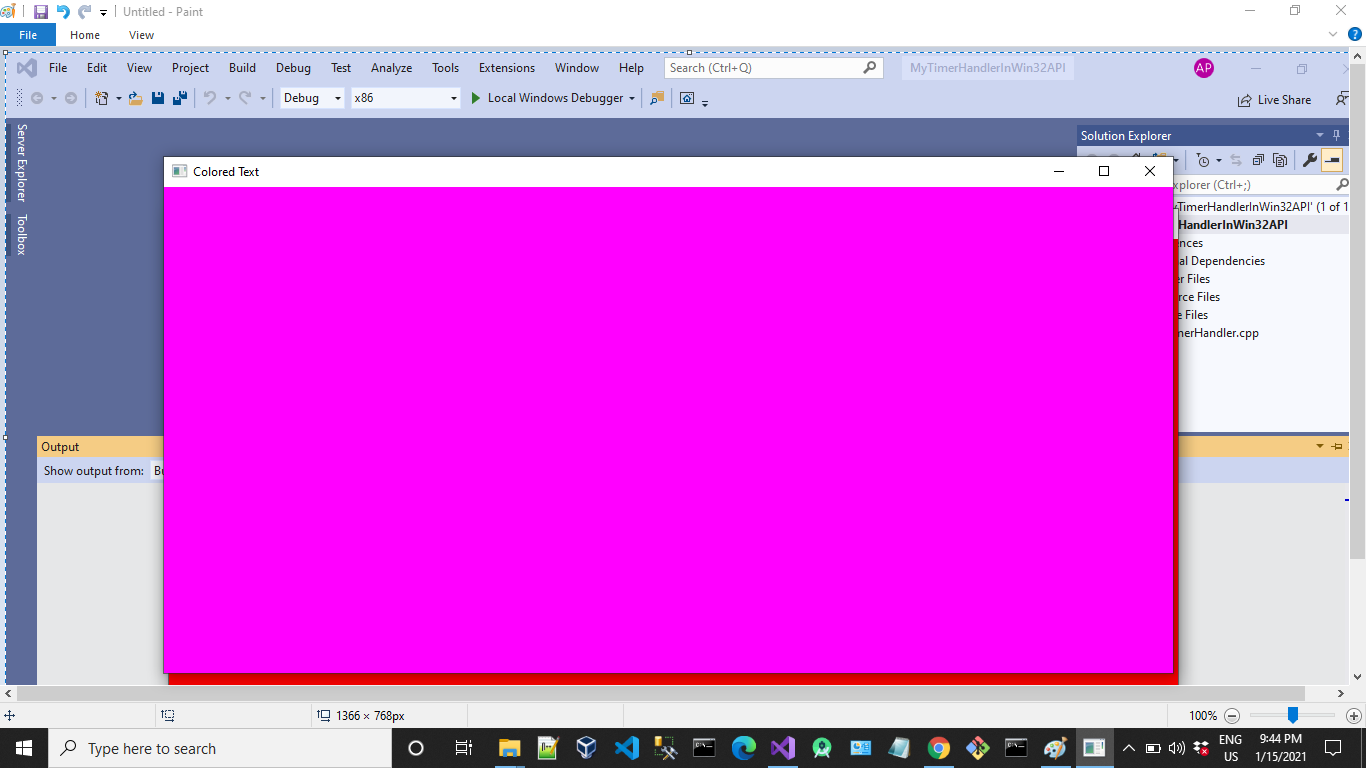 Untitled - Paint
File Home View
File Edit View Project Build Debug Test Analyze Tools Extensions Window Help Search (Ctrl+Q) MyTimerHandlerInWin32API AP
Debug x86 Local Windows Debugger Live Share
Server Explorer
Toolbox
Solution Explorer
Colored Text
xplorer (Ctrl+;)
TimerHandlerInWin32API' (1 of 1
HandlerInWin32API
nces
al Dependencies
er Files
rce Files
e Files
merHandler.cpp
Output
Show output from: Bu
1366 × 768px 100%
Type here to search
ENG
US
9:44 PM
1/15/2021